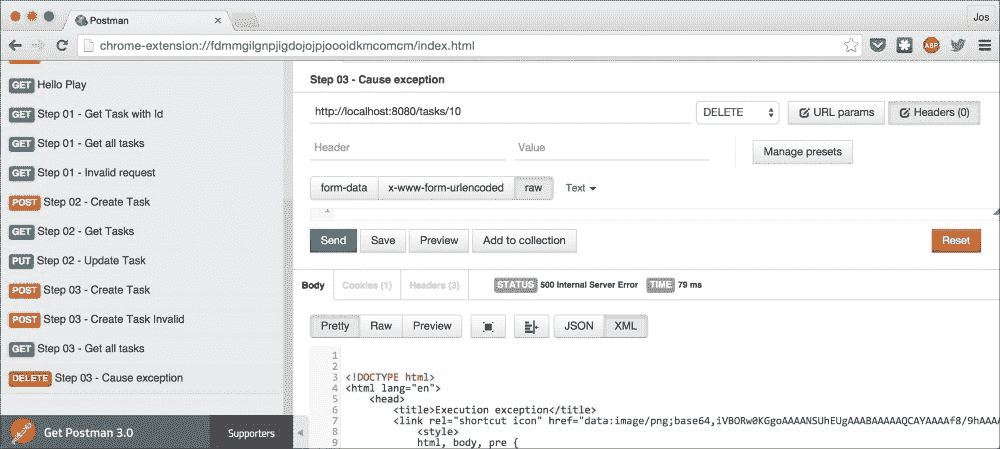 Postman
Jos
chrome-extension://fdmmgilgnpjigdojojpjoooidkmcomcm/index.html
GET Hello Play
GET Step 01 - Get Task with Id
GET Step 01 - Get all tasks
GET Step 01 - Invalid request
POST Step 02 - Create Task
GET Step 02 - Get Tasks
PUT Step 02 - Update Task
POST Step 03 - Create Task
POST Step 03 - Create Task Invalid
GET Step 03 - Get all tasks
DELETE Step 03 - Cause exception
Get Postman 3.0 Supporters
Step 03 - Cause exception
http://localhost:8080/tasks/10 DELETE URL params Headers (0)
Header Value Manage presets
form-data x-www-form-urlencoded raw Text
1
Send Save Preview Add to collection Reset
Body Cookies (1) Headers (3) STATUS 500 Internal Server Error TIME 79 ms
Pretty Raw Preview JSON XML
1
2
3 <!DOCTYPE html>
4 <html lang="en">
5 <head>
6 <title>Execution exception</title>
7 <link rel="shortcut icon" href="data:image/png;base64,iVBORw0KGgoAAAANSUhEUgAAABAAAAAQCAYAAAAf8/9hAAAA
8 <style>
9 html, body, pre {